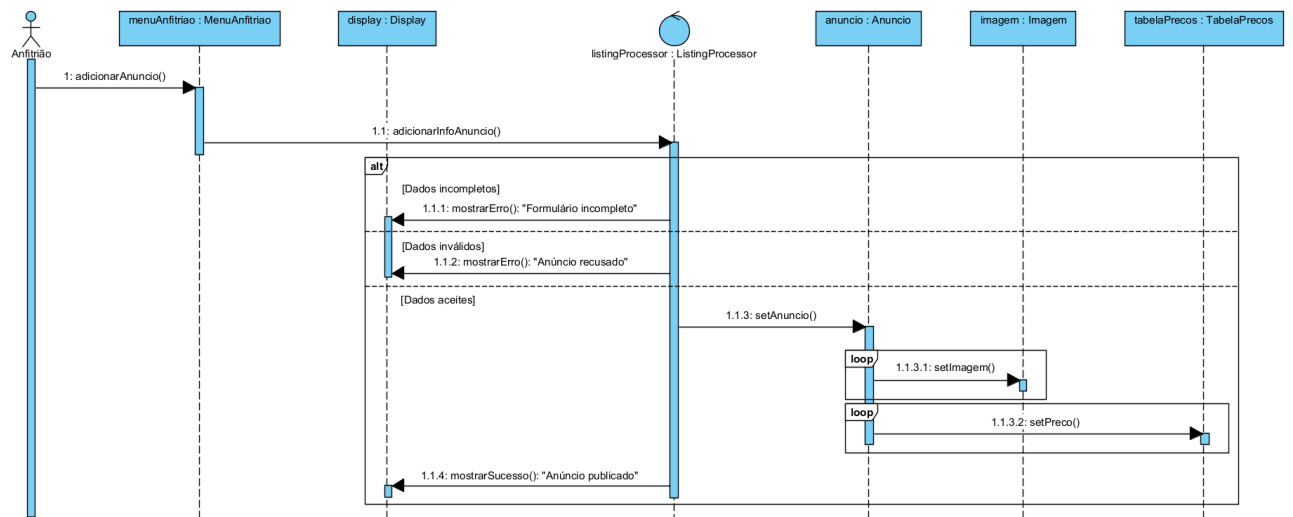 menuAnfitriao : MenuAnfitriao
display : Display
anuncio : Anuncio
imagem : Imagem
tabelaPrecos : TabelaPrecos
Anfitrião
listingProcessor : ListingProcessor
1: adicionarAnuncio()
1.1: adicionarInfoAnuncio()
alt
[Dados incompletos]
1.1.1: mostrarErro(): "Formulário incompleto"
[Dados inválidos]
1.1.2: mostrarErro(): "Anúncio recusado"
[Dados aceites]
1.1.3: setAnuncio()
loop
1.1.3.1: setImagem()
loop
1.1.3.2: setPreco()
1.1.4: mostrarSucesso(): "Anúncio publicado"